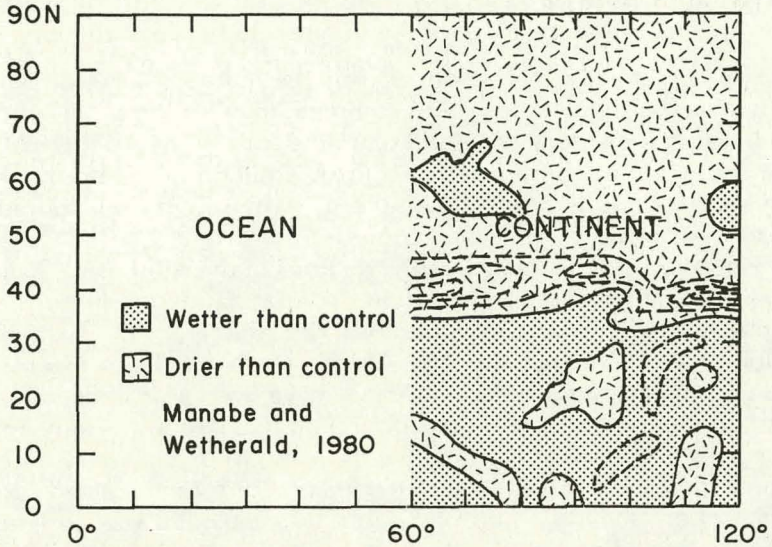 90N
80
70
60
50
40
30
20
10
0
OCEAN
CONTINENT
Wetter than control
Drier than control
Manabe and
Wetherald, 1980
0°
60°
120°